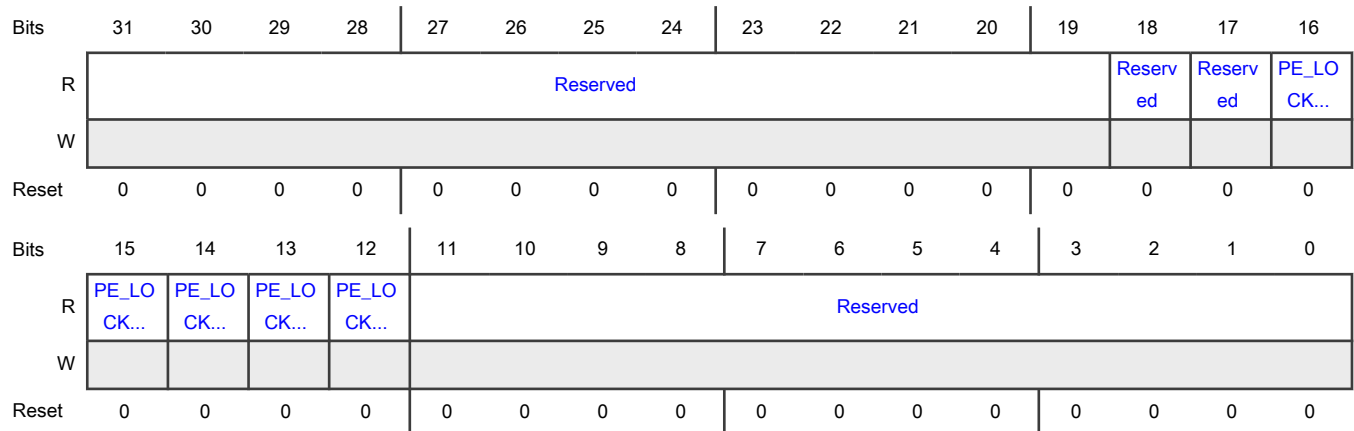 Bits 31 30 29 28 27 26 25 24 23 22 21 20 19 18 17 16
R Reserved Reserv ed Reserv ed PE_LO CK...
W
Reset 0 0 0 0 0 0 0 0 0 0 0 0 0 0 0 0
Bits 15 14 13 12 11 10 9 8 7 6 5 4 3 2 1 0
R PE_LO CK... PE_LO CK... PE_LO CK... PE_LO CK... Reserved
W
Reset 0 0 0 0 0 0 0 0 0 0 0 0 0 0 0 0